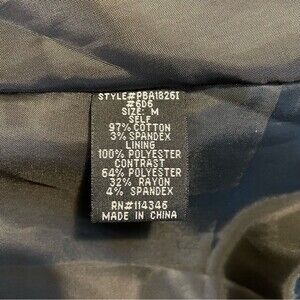 STYLE#PBA1826I
#6D6
SIZE: M
SELF
97% COTTON
3% SPANDEX
LINING
100% POLYESTER
CONTRAST
64% POLYESTER
32% RAYON
4% SPANDEX
RN#114346
MADE IN CHINA